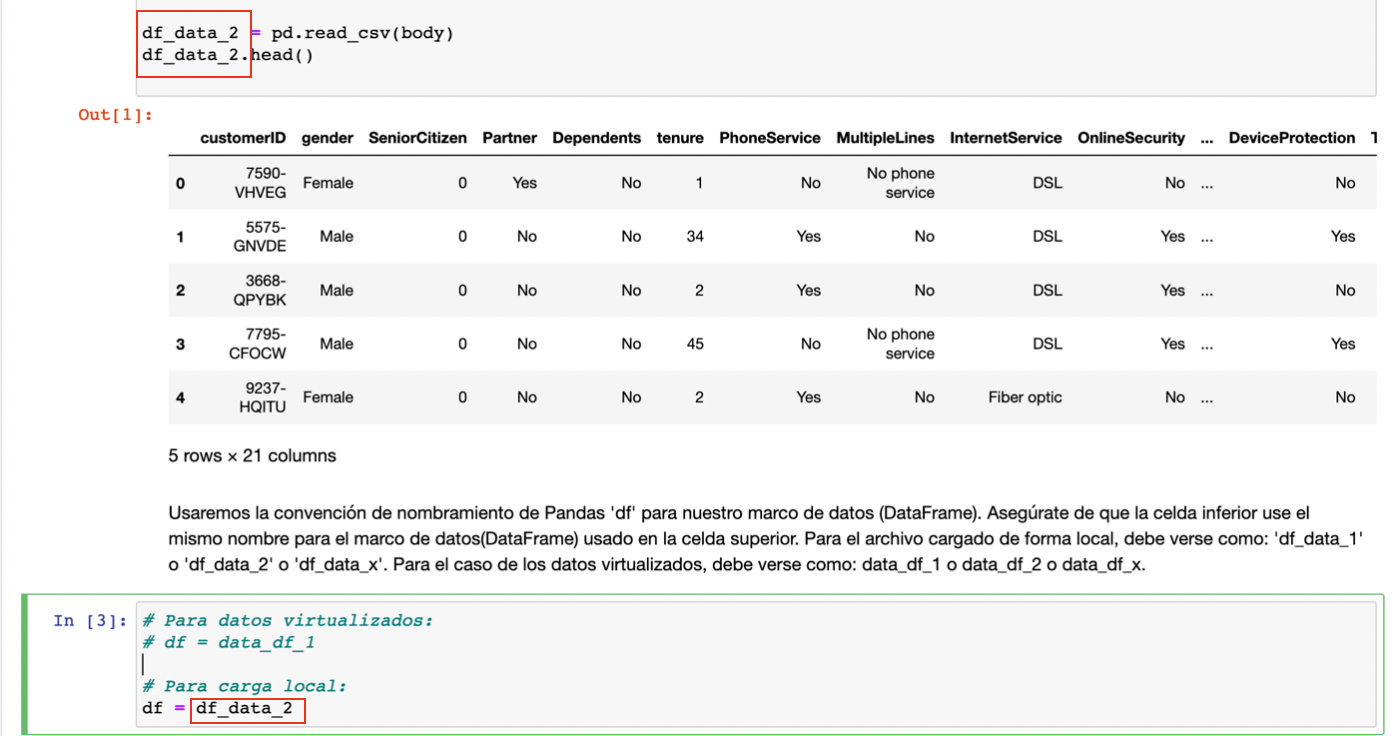 df_data_2 = pd.read_csv(body)
df_data_2.head()
Out[1]:
customerID gender SeniorCitizen Partner Dependents tenure PhoneService MultipleLines InternetService OnlineSecurity ... DeviceProtection
0 7590-VHVEG Female 0 Yes No 1 No No phone service DSL No ... No
1 5575-GNVDE Male 0 No No 34 Yes No DSL Yes ... Yes
2 3668-QPYBK Male 0 No No 2 Yes No DSL Yes ... No
3 7795-CFOCW Male 0 No No 45 No No phone service DSL Yes ... Yes
4 9237-HQITU Female 0 No No 2 Yes No Fiber optic No ... No
5 rows × 21 columns
Usaremos la convención de nombramiento de Pandas 'df' para nuestro marco de datos (DataFrame). Asegúrate de que la celda inferior use el
mismo nombre para el marco de datos(DataFrame) usado en la celda superior. Para el archivo cargado de forma local, debe verse como: 'df_data_1'
o 'df_data_2' o 'df_data_x'. Para el caso de los datos virtualizados, debe verse como: data_df_1 o data_df_2 o data_df_x.
In [3]: # Para datos virtualizados:
# df = data_df_1
# Para carga local:
df = df_data_2